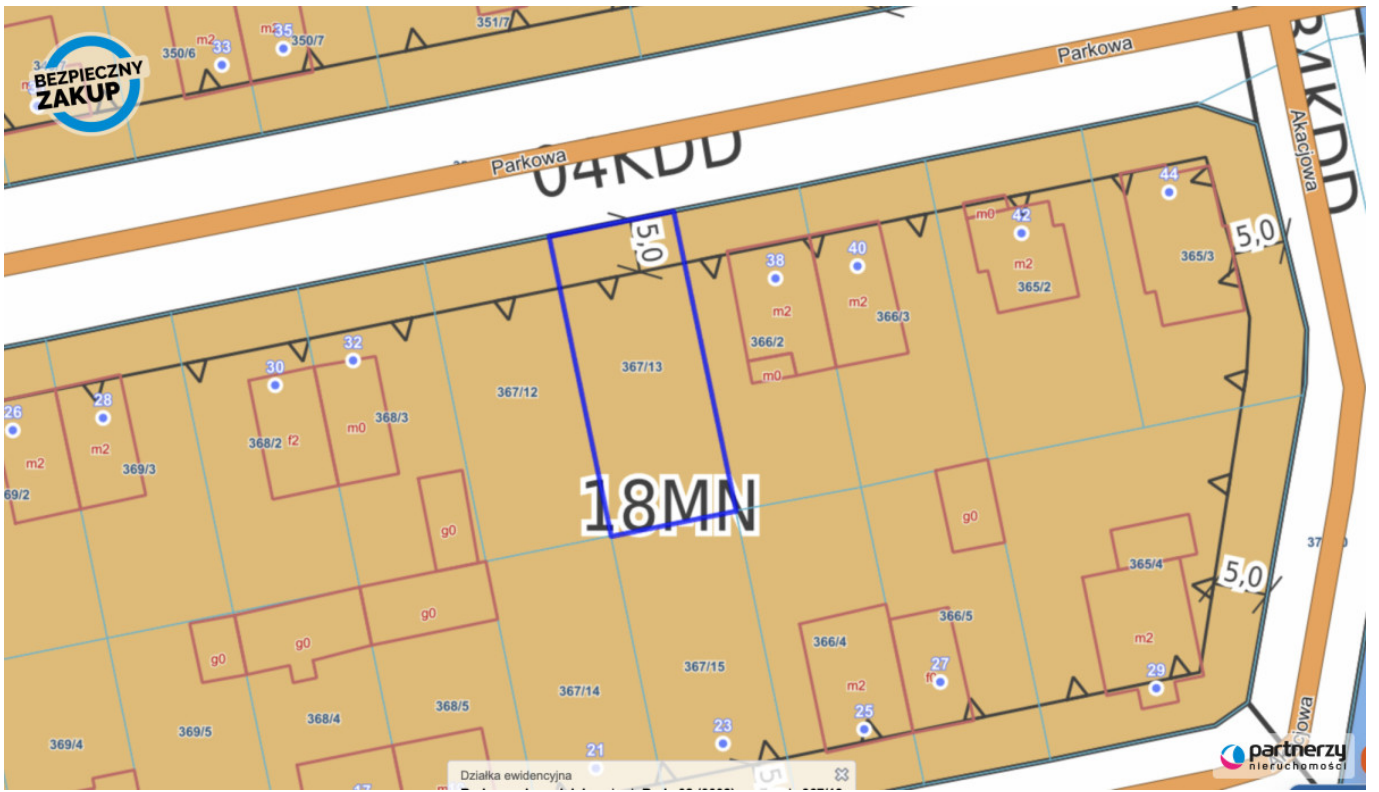 BEZPIECZNY
ZAKUP
350/6
m2
33
m2
35
350/7
351/7
Parkowa
Parkowa
04KDD
Akacjowa
5,0
38
m2
366/2
m0
40
m2
366/3
m0
42
m2
365/2
44
365/3
5,0
26
m2
28
m2
369/3
30
368/2
f2
32
m0
368/3
367/12
367/13
18MN
g0
g0
g0
g0
g0
369/4
369/5
368/4
368/5
367/14
367/15
21
23
366/4
m2
25
366/5
27
365/4
m2
29
5,0
5,0
Działka ewidencyjna
partnerzy
nieruchomości